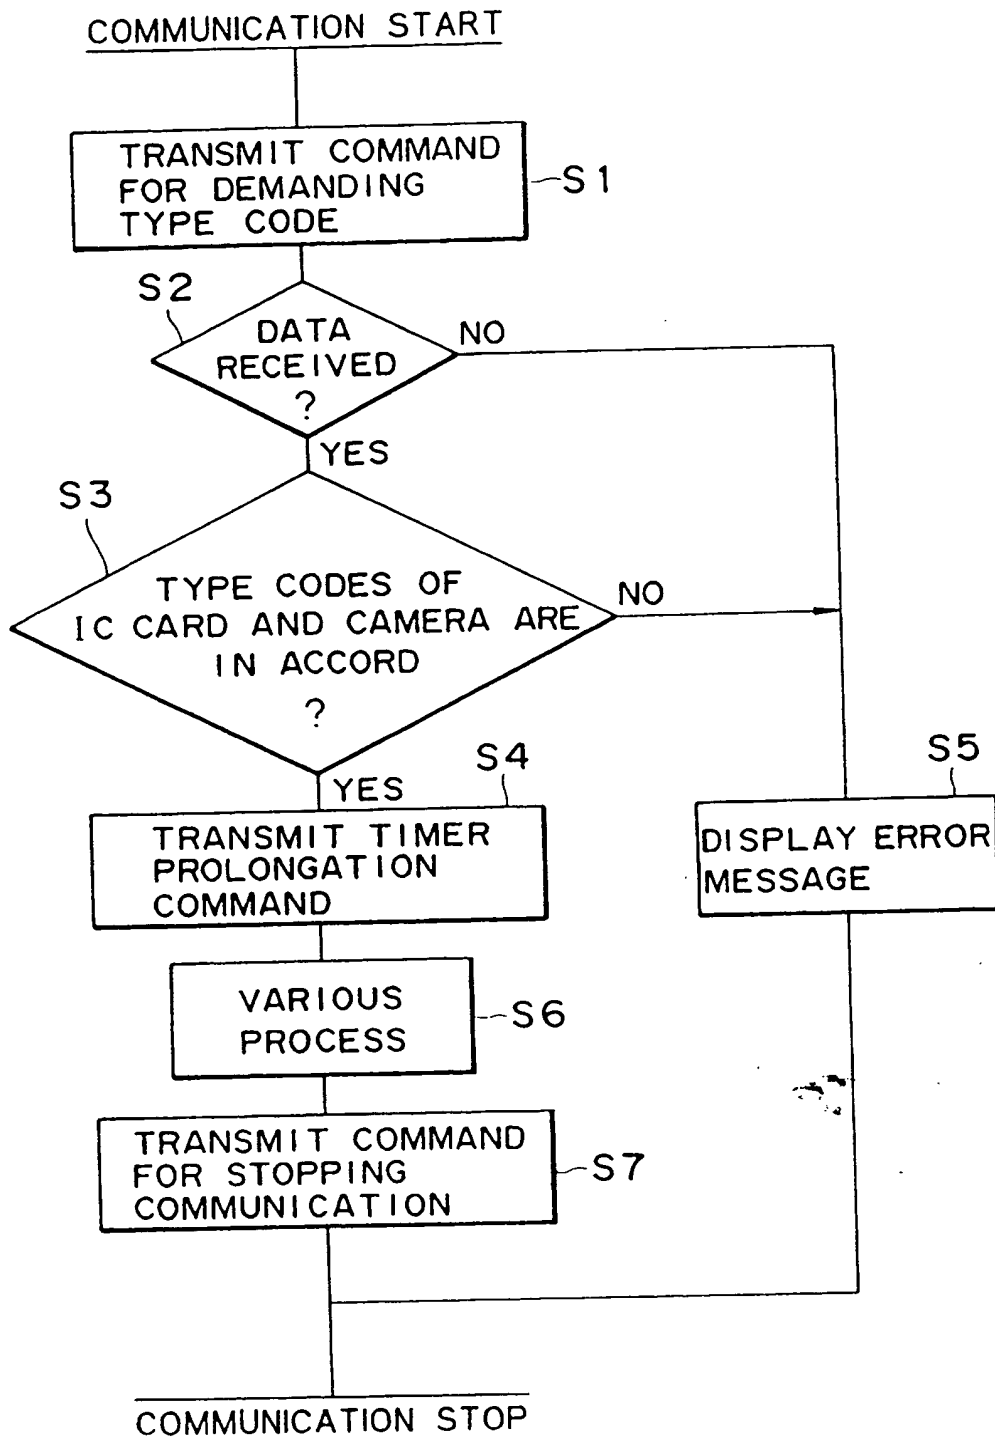 COMMUNICATION START
TRANSMIT COMMAND
FOR DEMANDING
TYPE CODE
S1
S2
DATA
RECEIVED
?
NO
YES
S3
TYPE CODES OF
IC CARD AND CAMERA ARE
IN ACCORD
?
NO
YES
S4
TRANSMIT TIMER
PROLONGATION
COMMAND
S5
DISPLAY ERROR
MESSAGE
VARIOUS
PROCESS
S6
TRANSMIT COMMAND
FOR STOPPING
COMMUNICATION
S7
COMMUNICATION STOP